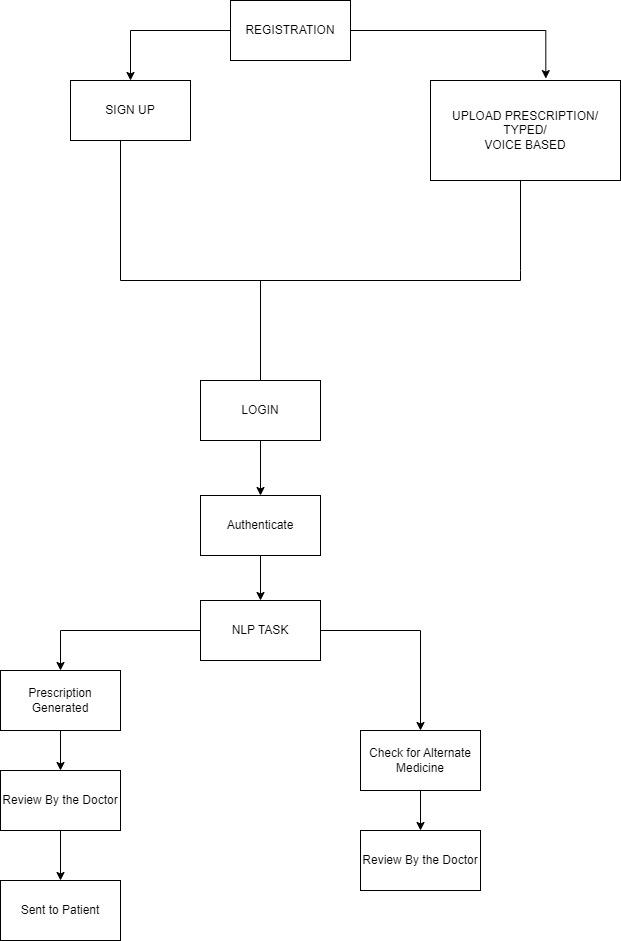 REGISTRATION
SIGN UP
UPLOAD PRESCRIPTION/
TYPED/
VOICE BASED
LOGIN
Authenticate
NLP TASK
Prescription
Generated
Check for Alternate
Medicine
Review By the Doctor
Review By the Doctor
Sent to Patient